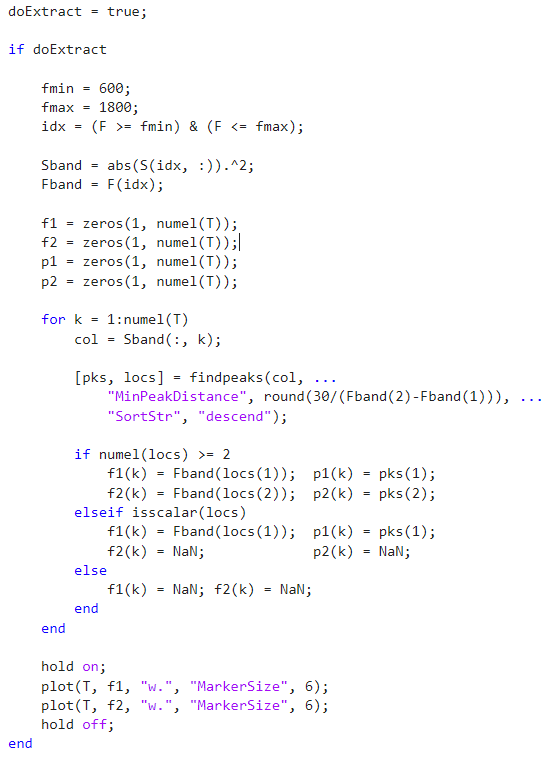 doExtract = true;
if doExtract
fmin = 600;
fmax = 1800;
idx = (F >= fmin) & (F <= fmax);
Sband = abs(S(idx, :)).^2;
Fband = F(idx);
f1 = zeros(1, numel(T));
f2 = zeros(1, numel(T));
p1 = zeros(1, numel(T));
p2 = zeros(1, numel(T));
for k = 1:numel(T)
col = Sband(:, k);
[pks, locs] = findpeaks(col, ...
"MinPeakDistance", round(30/(Fband(2)-Fband(1))), ...
"SortStr", "descend");
if numel(locs) >= 2
f1(k) = Fband(locs(1));  p1(k) = pks(1);
f2(k) = Fband(locs(2));  p2(k) = pks(2);
elseif isscalar(locs)
f1(k) = Fband(locs(1));  p1(k) = pks(1);
f2(k) = NaN;             p2(k) = NaN;
else
f1(k) = NaN; f2(k) = NaN;
end
end
hold on;
plot(T, f1, "w.", "MarkerSize", 6);
plot(T, f2, "w.", "MarkerSize", 6);
hold off;
end